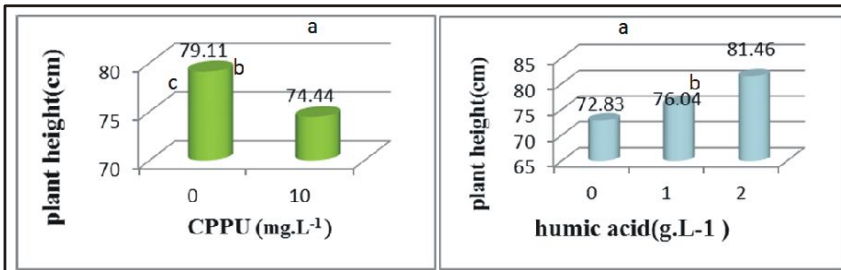 a
79.11
b
c
80
75
70
74.44
0
10
plant height(cm)
CPPU (mg.L-1)
a
81.46
b
72.83
76.04
85
80
75
70
65
0
1
2
plant height(cm)
humic acid(g.L-1 )